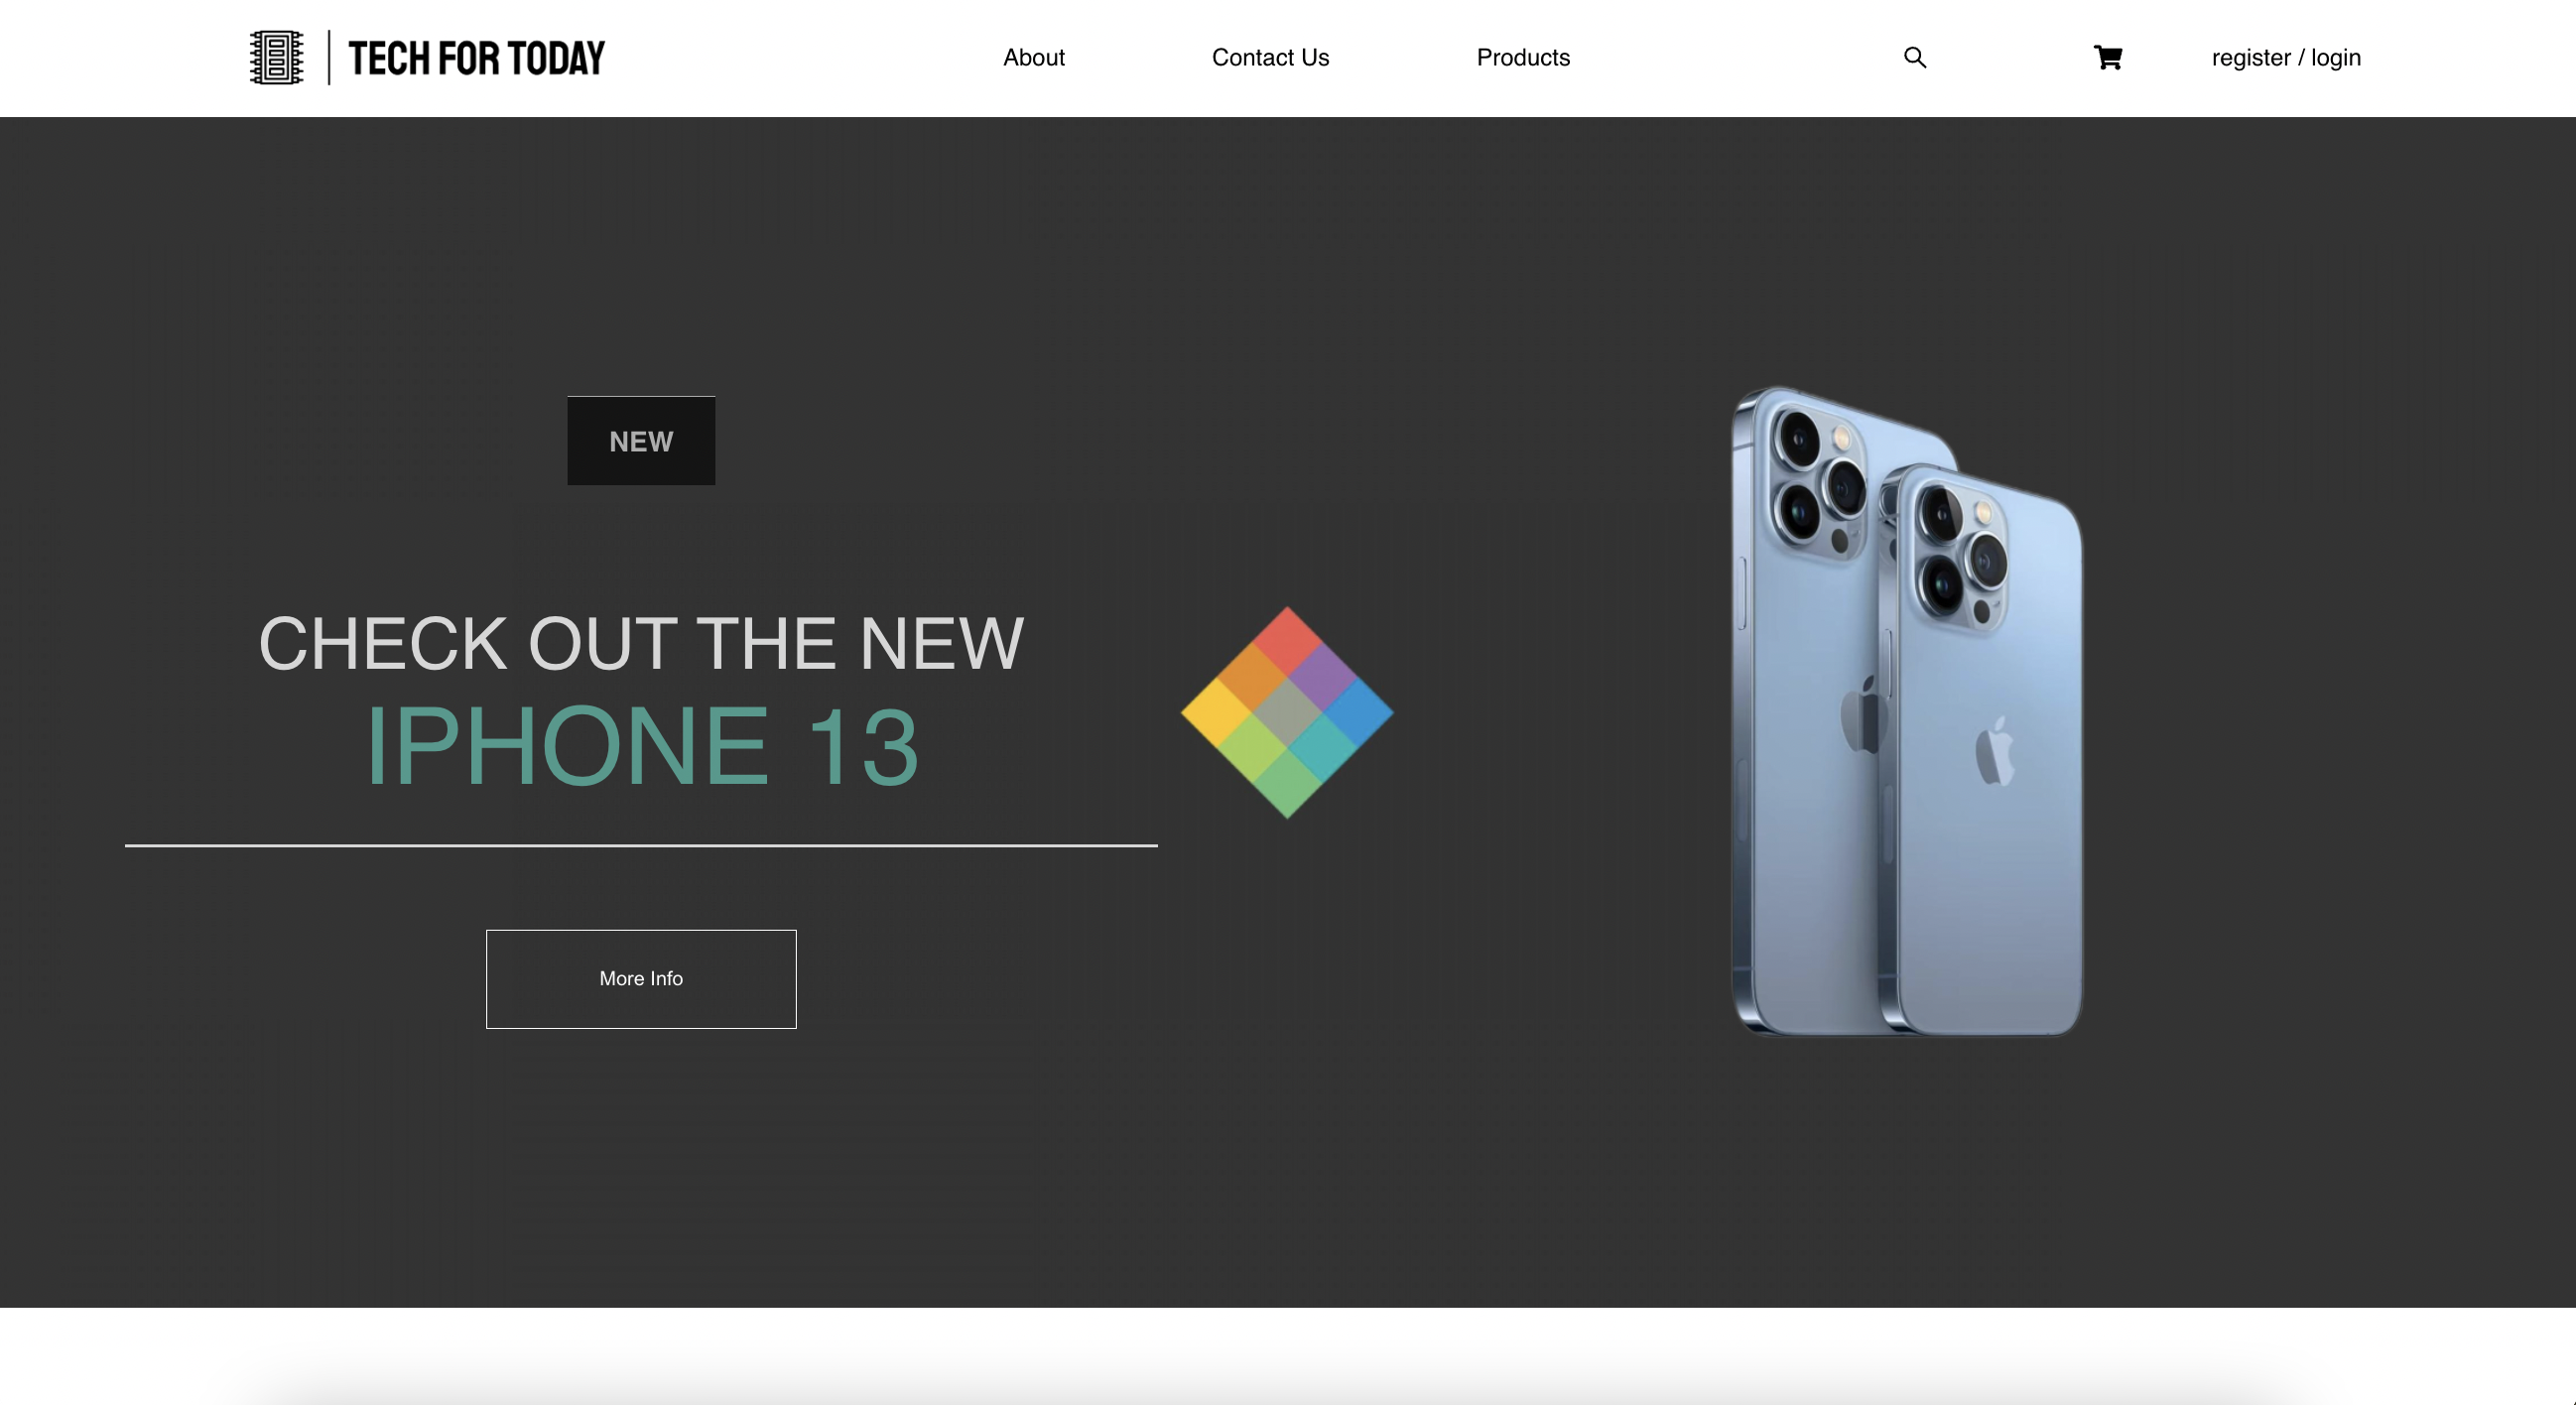 TECH FOR TODAY
About
Contact Us
Products
register / login
NEW
CHECK OUT THE NEW
IPHONE 13
More Info